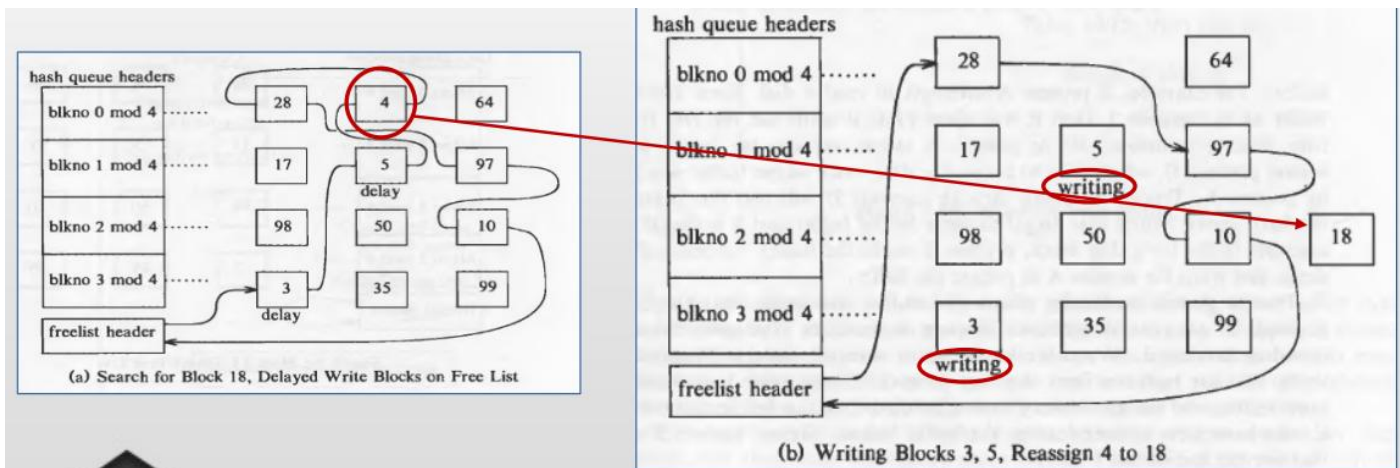 hash queue headers
blkno 0 mod 4 ......
28
4
64
blkno 1 mod 4 ......
17
5
97
delay
blkno 2 mod 4 ......
98
50
10
blkno 3 mod 4 ......
3
35
99
delay
freelist header
(a) Search for Block 18, Delayed Write Blocks on Free List
hash queue headers
blkno 0 mod 4 ......
28
64
blkno 1 mod 4 ......
17
5
97
writing
blkno 2 mod 4 ......
98
50
10
18
blkno 3 mod 4 ......
3
35
99
writing
freelist header
(b) Writing Blocks 3, 5, Reassign 4 to 18